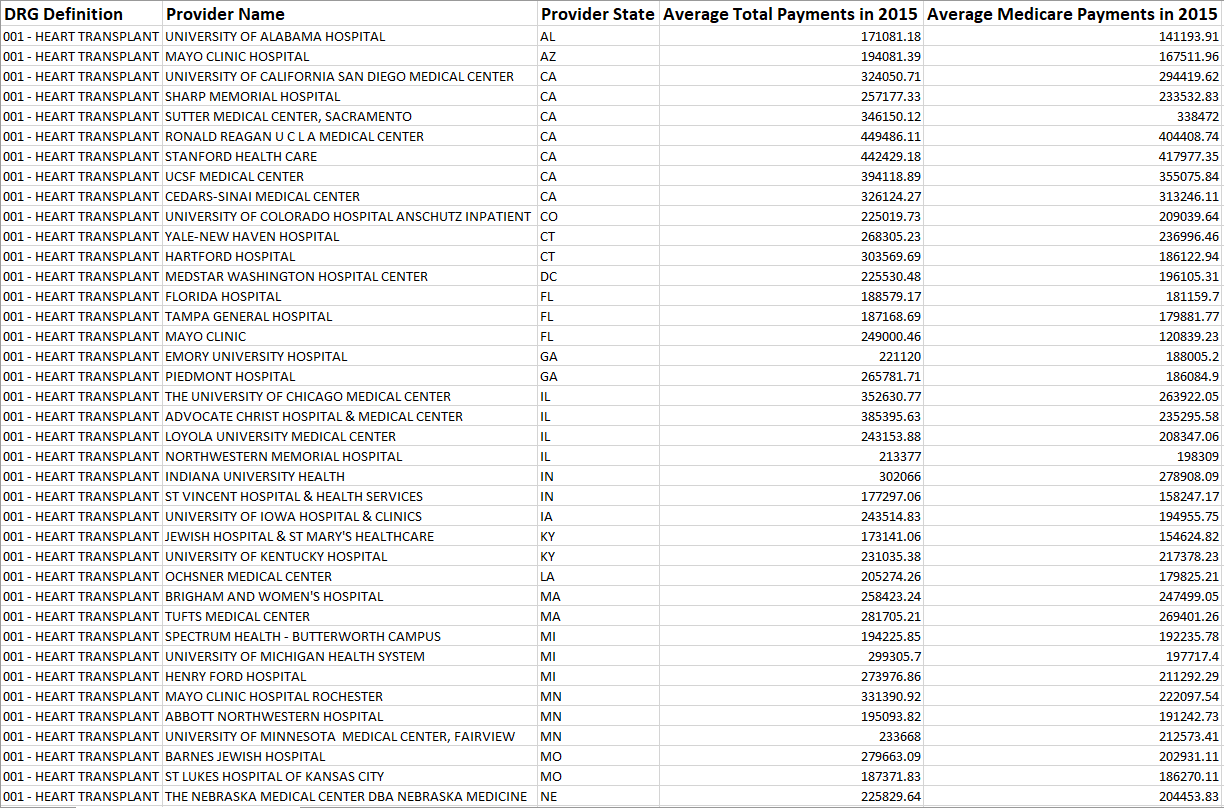 DRG Definition Provider Name Provider State Average Total Payments in 2015 Average Medicare Payments in 2015
001 - HEART TRANSPLANT UNIVERSITY OF ALABAMA HOSPITAL AL 171081.18 141193.91
001 - HEART TRANSPLANT MAYO CLINIC HOSPITAL AZ 194081.39 167511.96
001 - HEART TRANSPLANT UNIVERSITY OF CALIFORNIA SAN DIEGO MEDICAL CENTER CA 324050.71 294419.62
001 - HEART TRANSPLANT SHARP MEMORIAL HOSPITAL CA 257177.33 233532.83
001 - HEART TRANSPLANT SUTTER MEDICAL CENTER, SACRAMENTO CA 346150.12 338472
001 - HEART TRANSPLANT RONALD REAGAN U C L A MEDICAL CENTER CA 449486.11 404408.74
001 - HEART TRANSPLANT STANFORD HEALTH CARE CA 442429.18 417977.35
001 - HEART TRANSPLANT UCSF MEDICAL CENTER CA 394118.89 355075.84
001 - HEART TRANSPLANT CEDARS-SINAI MEDICAL CENTER CA 326124.27 313246.11
001 - HEART TRANSPLANT UNIVERSITY OF COLORADO HOSPITAL ANSCHUTZ INPATIENT CO 225019.73 209039.64
001 - HEART TRANSPLANT YALE-NEW HAVEN HOSPITAL CT 268305.23 236996.46
001 - HEART TRANSPLANT HARTFORD HOSPITAL CT 303569.69 186122.94
001 - HEART TRANSPLANT MEDSTAR WASHINGTON HOSPITAL CENTER DC 225530.48 196105.31
001 - HEART TRANSPLANT FLORIDA HOSPITAL FL 188579.17 181159.7
001 - HEART TRANSPLANT TAMPA GENERAL HOSPITAL FL 187168.69 179881.77
001 - HEART TRANSPLANT MAYO CLINIC FL 249000.46 120839.23
001 - HEART TRANSPLANT EMORY UNIVERSITY HOSPITAL GA 221120 188005.2
001 - HEART TRANSPLANT PIEDMONT HOSPITAL GA 265781.71 186084.9
001 - HEART TRANSPLANT THE UNIVERSITY OF CHICAGO MEDICAL CENTER IL 352630.77 263922.05
001 - HEART TRANSPLANT ADVOCATE CHRIST HOSPITAL & MEDICAL CENTER IL 385395.63 235295.58
001 - HEART TRANSPLANT LOYOLA UNIVERSITY MEDICAL CENTER IL 243153.88 208347.06
001 - HEART TRANSPLANT NORTHWESTERN MEMORIAL HOSPITAL IL 213377 198309
001 - HEART TRANSPLANT INDIANA UNIVERSITY HEALTH IN 302066 278908.09
001 - HEART TRANSPLANT ST VINCENT HOSPITAL & HEALTH SERVICES IN 177297.06 158247.17
001 - HEART TRANSPLANT UNIVERSITY OF IOWA HOSPITAL & CLINICS IA 243514.83 194955.75
001 - HEART TRANSPLANT JEWISH HOSPITAL & ST MARY'S HEALTHCARE KY 173141.06 154624.82
001 - HEART TRANSPLANT UNIVERSITY OF KENTUCKY HOSPITAL KY 231035.38 217378.23
001 - HEART TRANSPLANT OCHSNER MEDICAL CENTER LA 205274.26 179825.21
001 - HEART TRANSPLANT BRIGHAM AND WOMEN'S HOSPITAL MA 258423.24 247499.05
001 - HEART TRANSPLANT TUFTS MEDICAL CENTER MA 281705.21 269401.26
001 - HEART TRANSPLANT SPECTRUM HEALTH - BUTTERWORTH CAMPUS MI 194225.85 192235.78
001 - HEART TRANSPLANT UNIVERSITY OF MICHIGAN HEALTH SYSTEM MI 299305.7 197717.4
001 - HEART TRANSPLANT HENRY FORD HOSPITAL MI 273976.86 211292.29
001 - HEART TRANSPLANT MAYO CLINIC HOSPITAL ROCHESTER MN 331390.92 222097.54
001 - HEART TRANSPLANT ABBOTT NORTHWESTERN HOSPITAL MN 195093.82 191242.73
001 - HEART TRANSPLANT UNIVERSITY OF MINNESOTA  MEDICAL CENTER, FAIRVIEW MN 233668 212573.41
001 - HEART TRANSPLANT BARNES JEWISH HOSPITAL MO 279663.09 202931.11
001 - HEART TRANSPLANT ST LUKES HOSPITAL OF KANSAS CITY MO 187371.83 186270.11
001 - HEART TRANSPLANT THE NEBRASKA MEDICAL CENTER DBA NEBRASKA MEDICINE NE 225829.64 204453.83